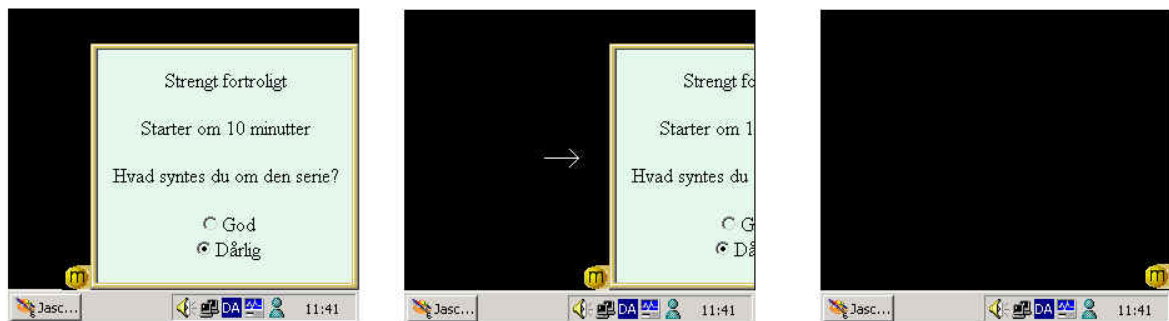 Strengt fortroligt
Starter om 10 minutter
Hvad syntes du om den serie?
God
Dårlig
m
Jasc...
DA
11:41
Strengt fo
Starter om 1
Hvad syntes du
G
Då
m
Jasc...
DA
11:41
m
Jasc...
DA
11:41